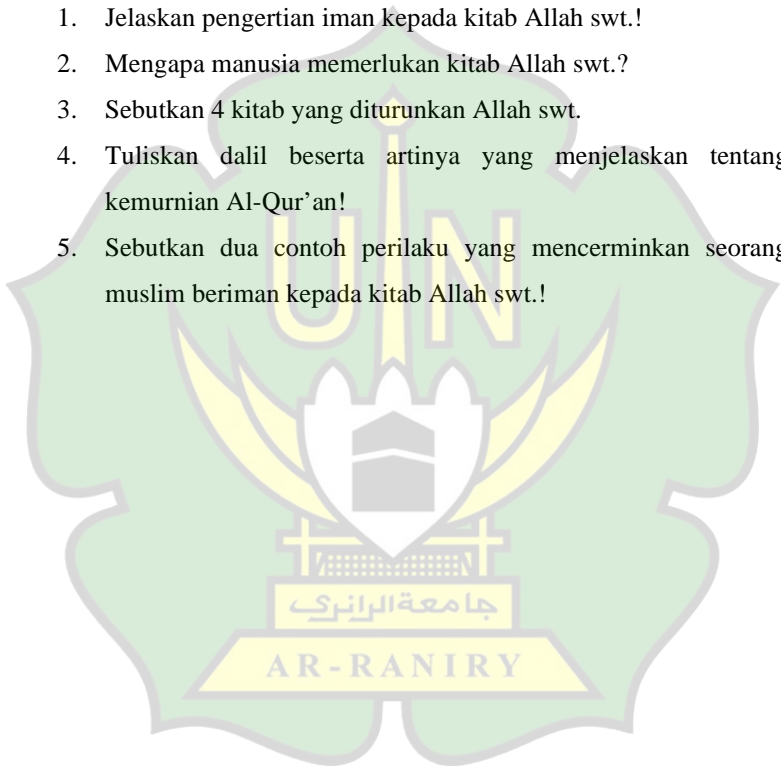 1. Jelaskan pengertian iman kepada kitab Allah swt.!
2. Mengapa manusia memerlukan kitab Allah swt.?
3. Sebutkan 4 kitab yang diturunkan Allah swt.
4. Tuliskan dalil beserta artinya yang menjelaskan tentang
kemurnian Al-Qur’an!
5. Sebutkan dua contoh perilaku yang mencerminkan seorang
muslim beriman kepada kitab Allah swt.!
UIN
جامعةالرانري
AR-RANIRY